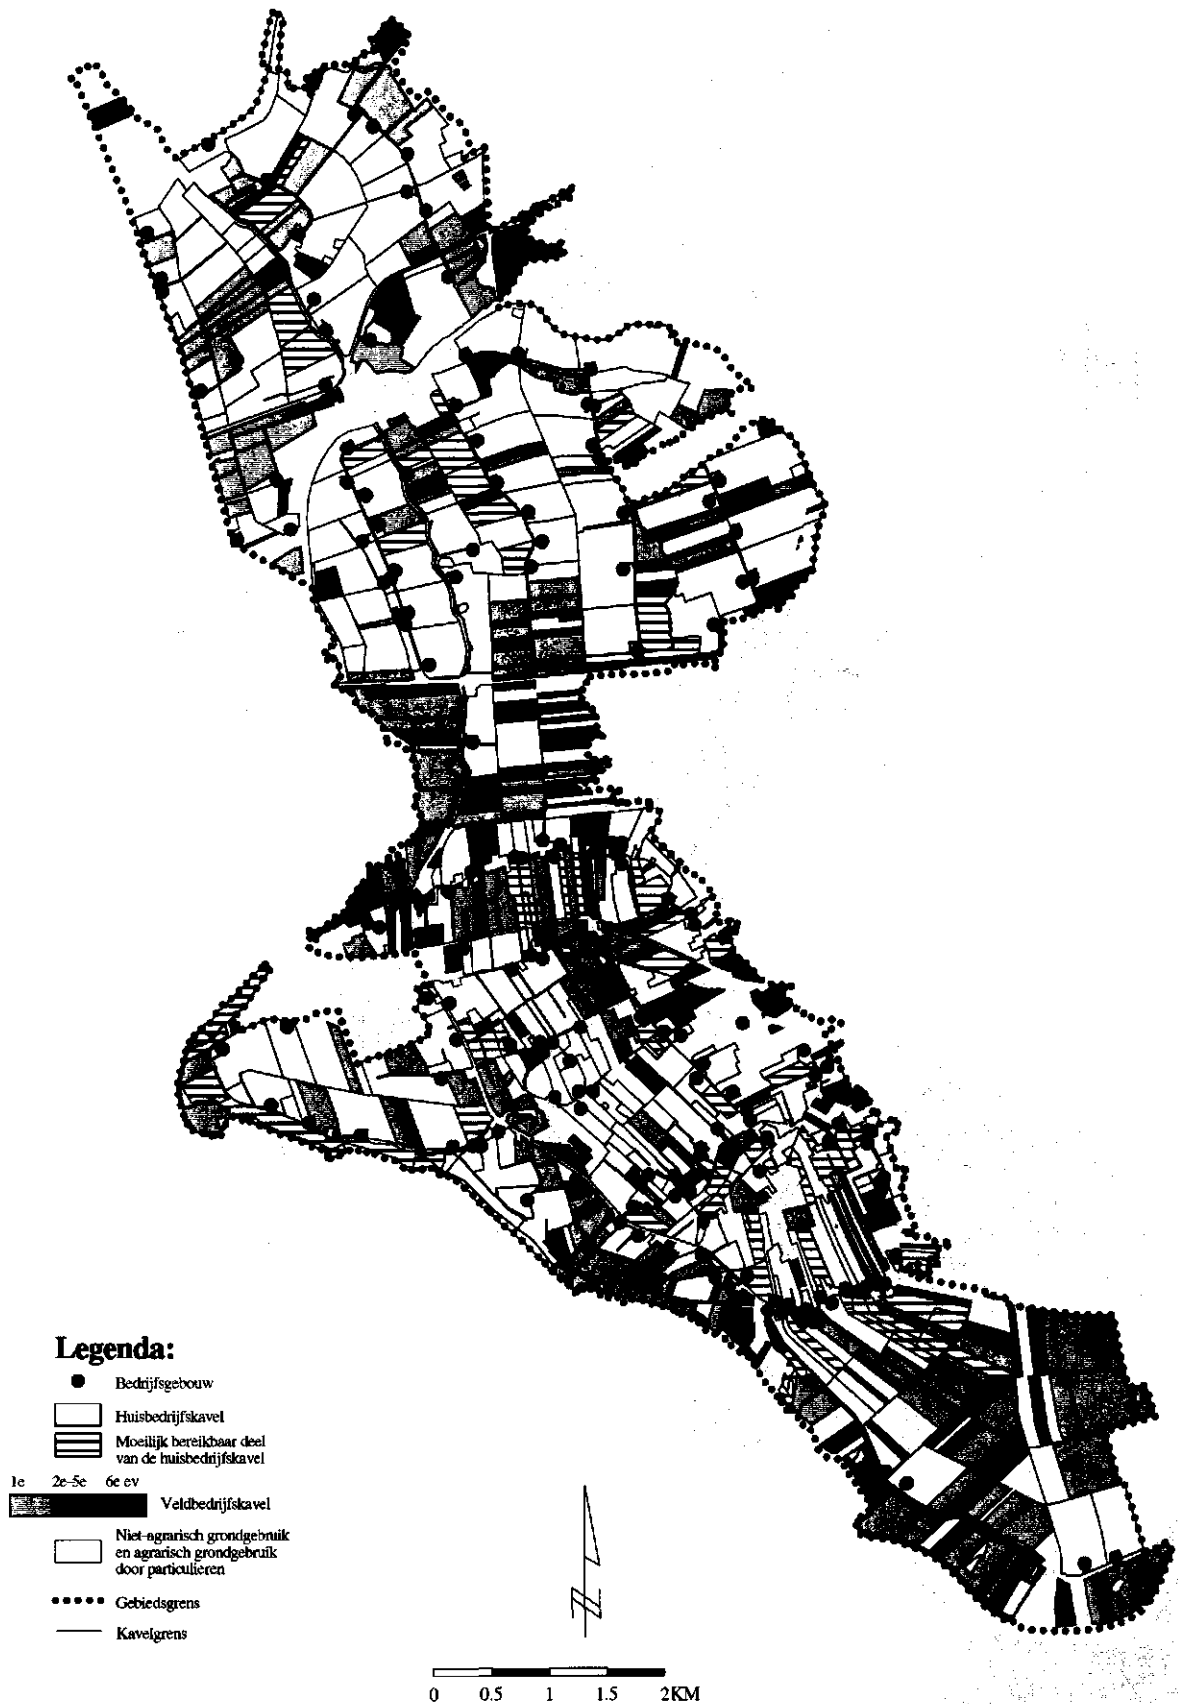 Legenda:
Bedrijfsgebouw
Huisbedrijfskavel
Moeilijk bereikbaar deel
van de huisbedrijfskavel
1e 2e-5e 6e ev
Veldbedrijfskavel
Niet-agrarisch grondgebruik
en agrarisch grondgebruik
door particulieren
Gebiedsgrens
Kavelgrens
0 0.5 1 1.5 2KM